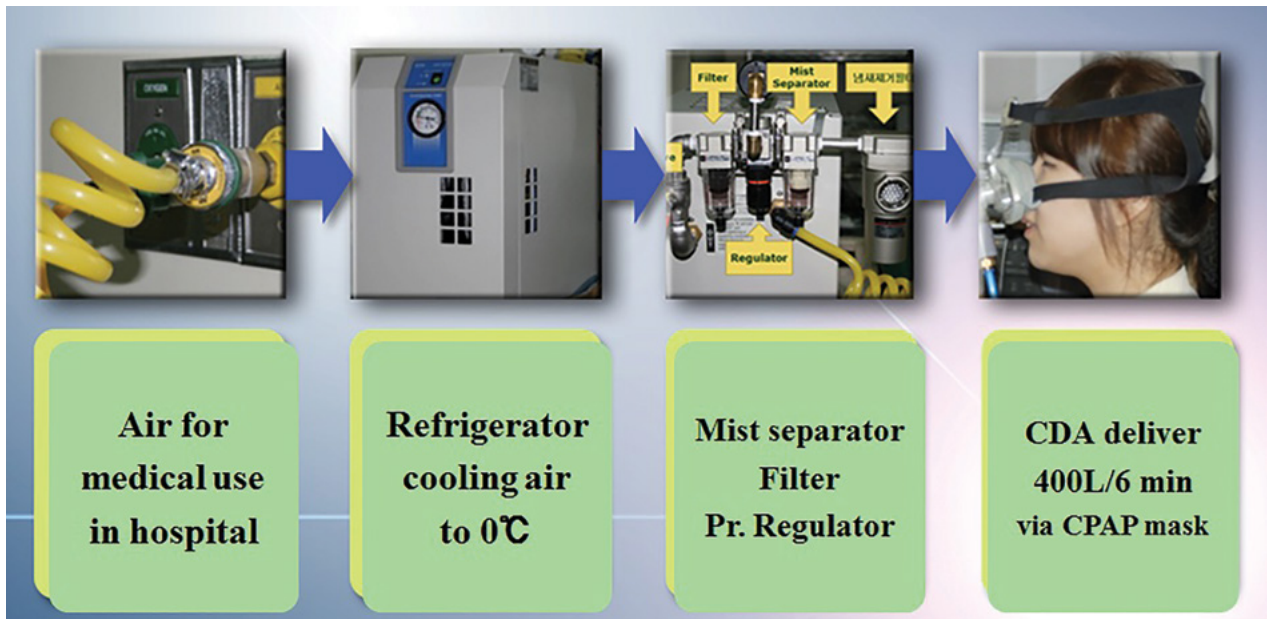 OXYGEN
A
Filter
Mist
Separator
냄새제거필터
Regulator
Air for
medical use
in hospital
Refrigerator
cooling air
to 0℃
Mist separator
Filter
Pr. Regulator
CDA deliver
400L/6 min
via CPAP mask